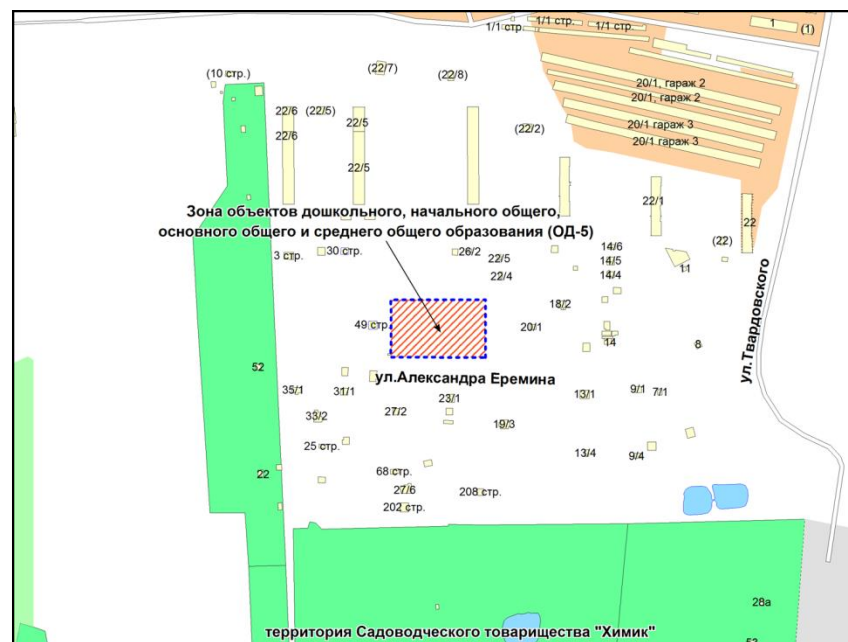 1/1 стр.
1/1 стр.
1/1 стр.
1
(1)
(10 стр.)
(22/7)
(22/8)
20/1, гараж 2
20/1, гараж 2
22/6
(22/5)
22/5
(22/2)
20/1 гараж 3
22/6
20/1 гараж 3
22/5
22/1
22
Зона объектов дошкольного, начального общего,
основного общего и среднего общего образования (ОД-5)
(22)
3 стр.
30 стр.
26/2
22/5
14/6
14/5
11
22/4
14/4
ул.Твардовского
18/2
49 стр.
20/1
14
8
52
ул.Александра Еремина
35/1
31/1
23/1
13/1
9/1
7/1
33/2
27/2
19/3
25 стр.
13/4
9/4
22
68 стр.
27/6
208 стр.
202 стр.
28а
территория Садоводческого товарищества "Химик"